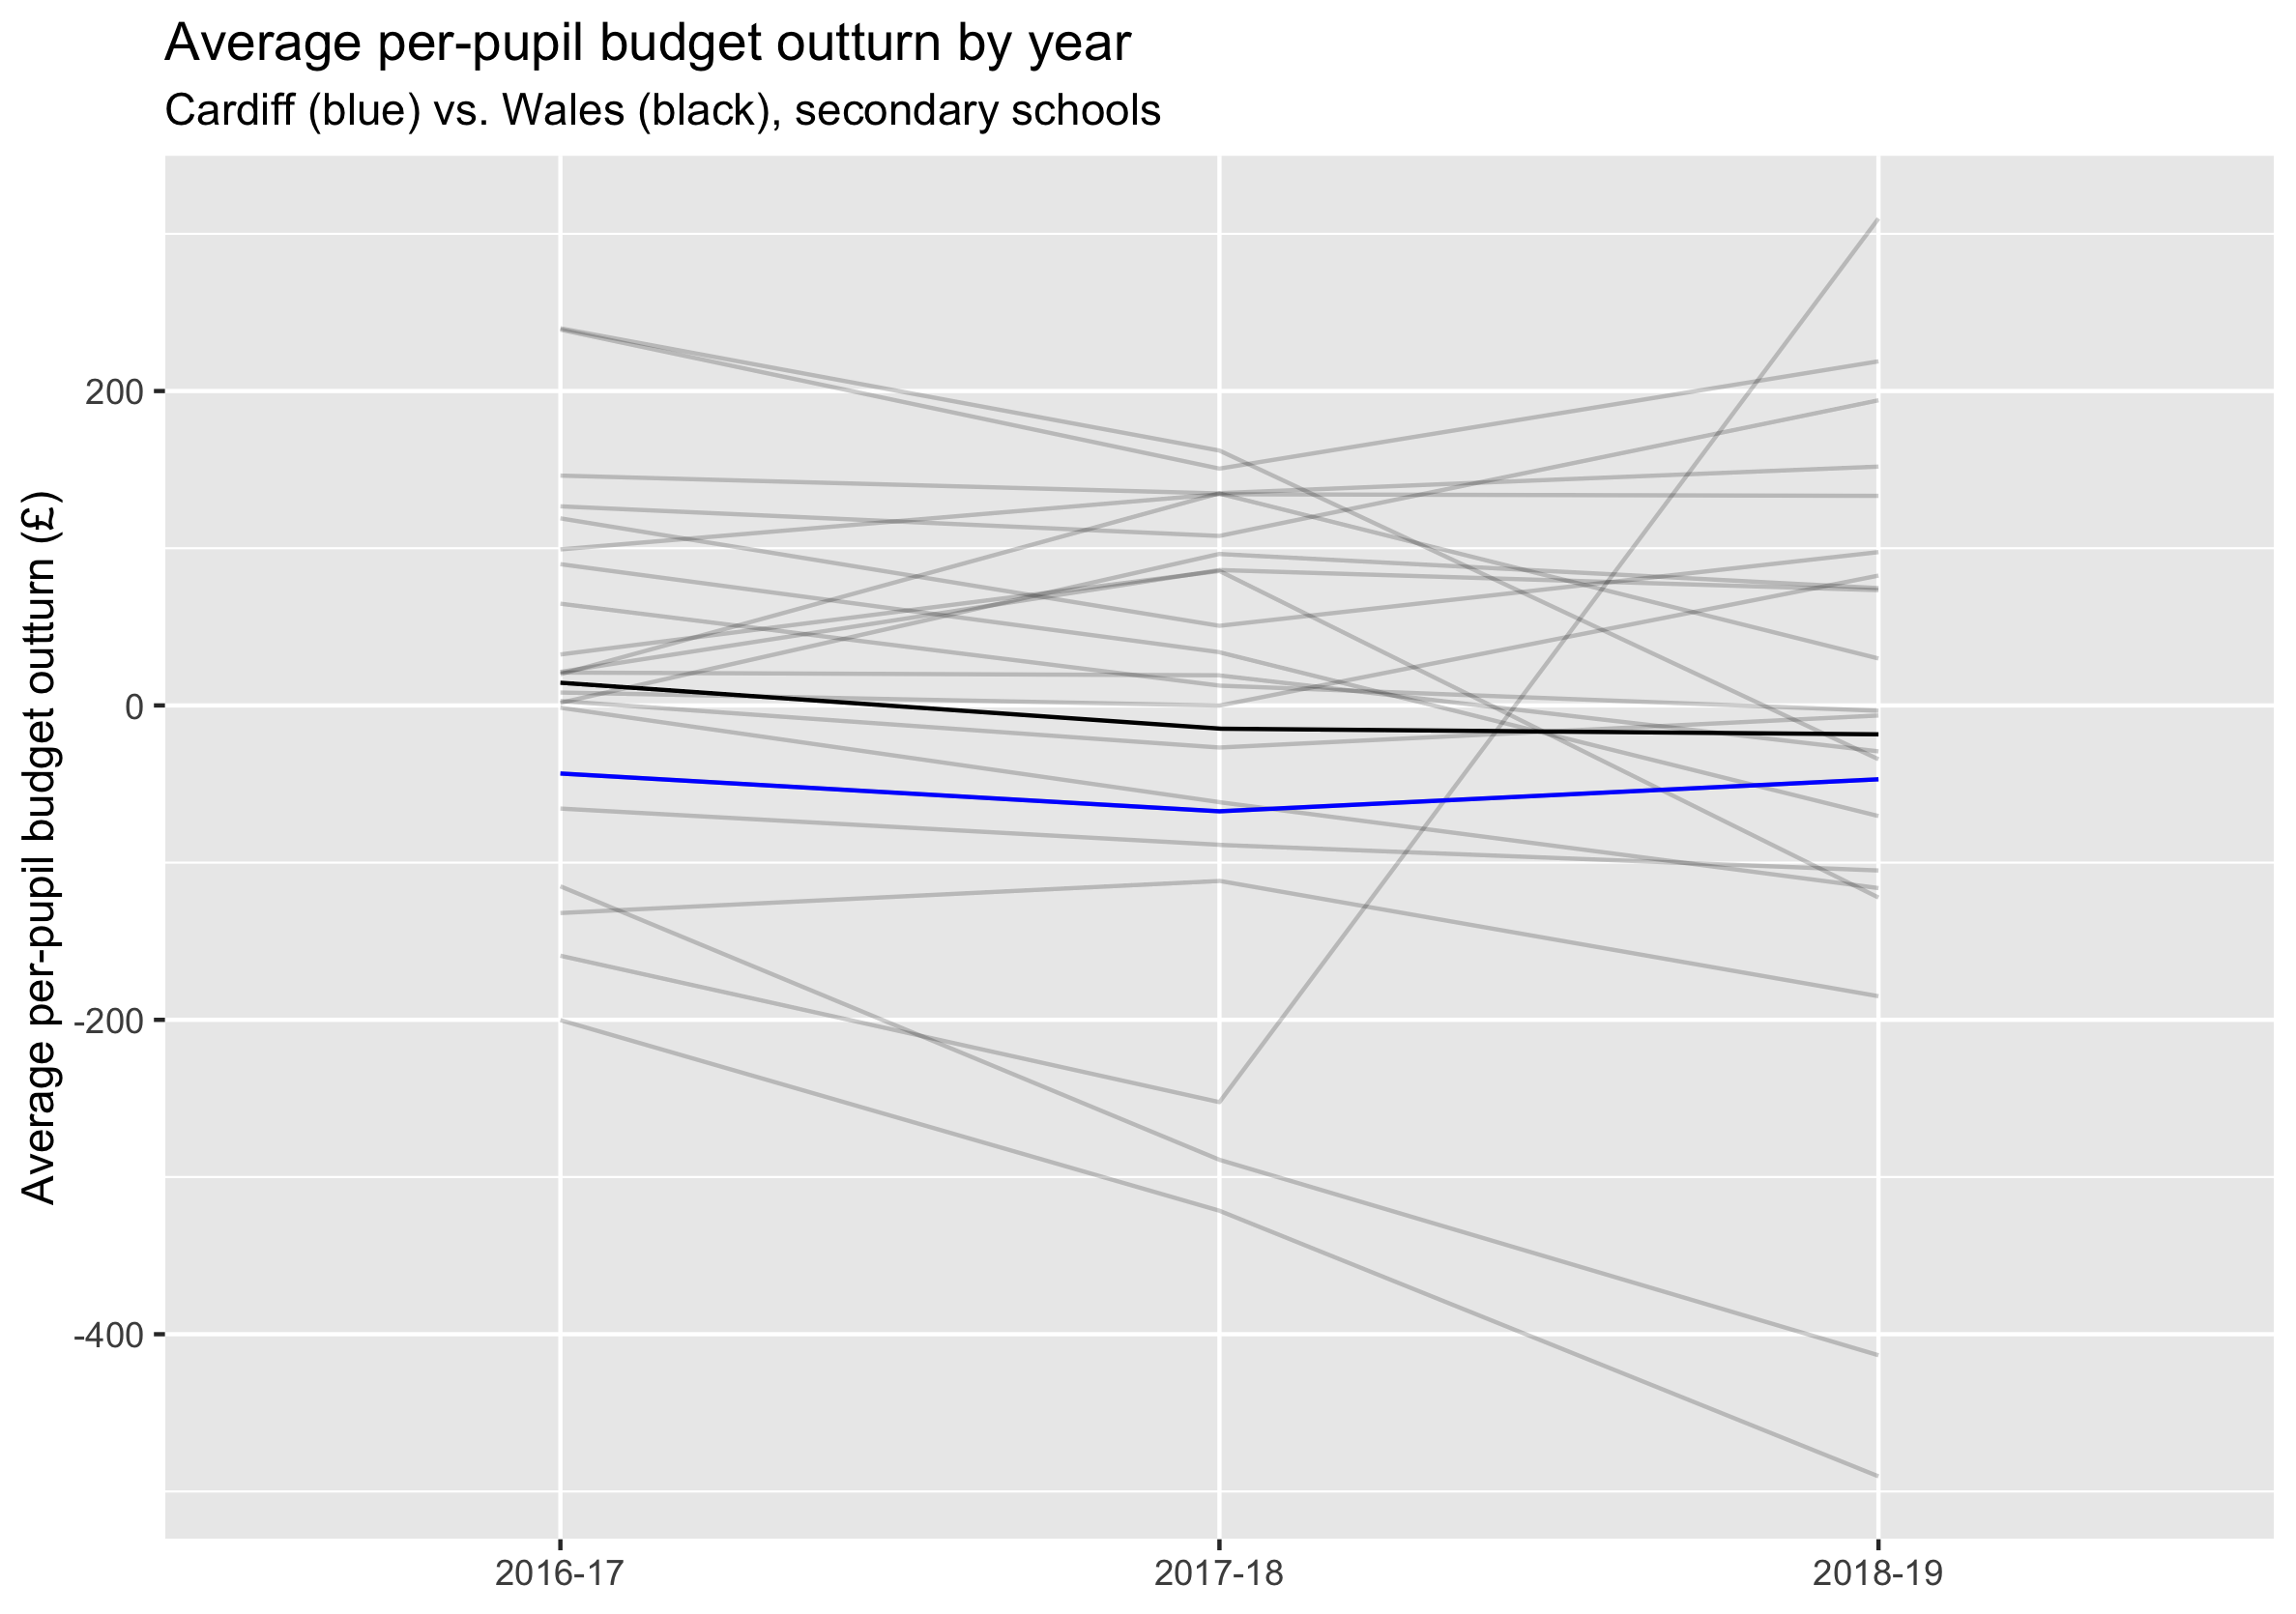 Average per-pupil budget outturn by year
Cardiff (blue) vs. Wales (black), secondary schools
Average per-pupil budget outturn (£)
200
0
-200
-400
2016-17
2017-18
2018-19